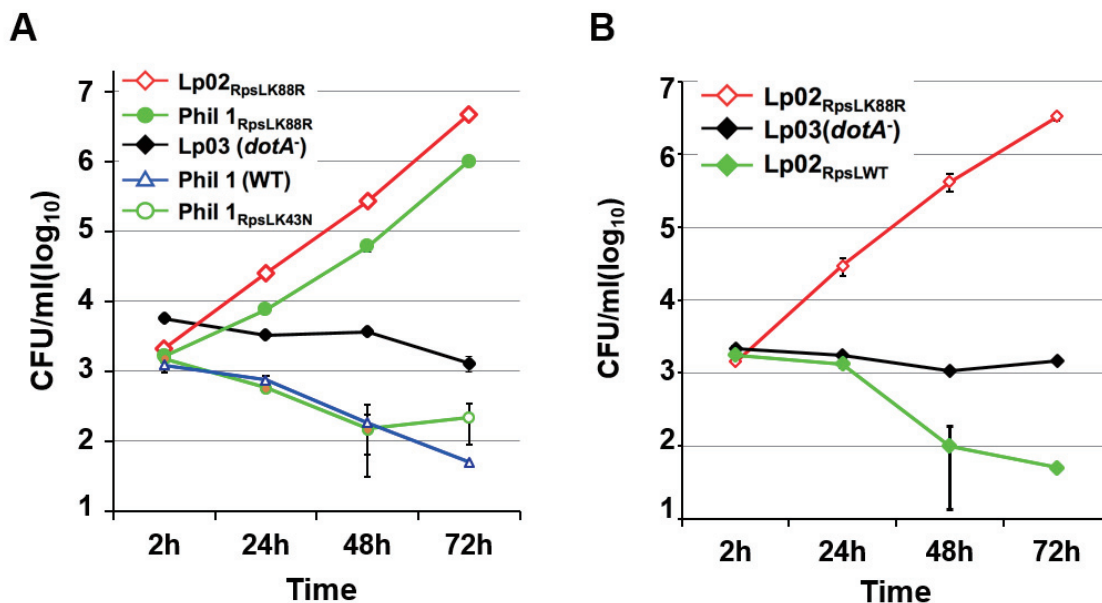 A
Lp02RpsLK88R
Phil 1RpsLK88R
Lp03 (dotA-)
Phil 1 (WT)
Phil 1RpsLK43N
7
6
5
4
3
2
1
CFU/ml(log10)
2h 24h 48h 72h
Time
B
Lp02RpsLK88R
Lp03(dotA-)
Lp02RpsLWT
7
6
5
4
3
2
1
CFU/ml(log10)
2h 24h 48h 72h
Time